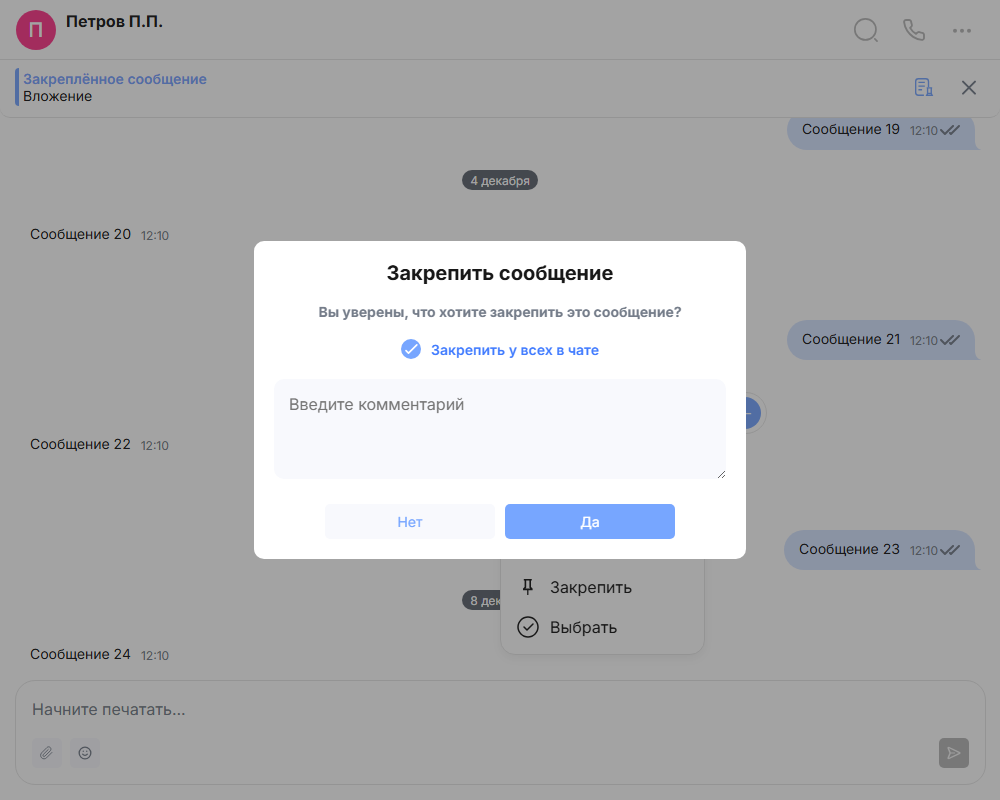 П
Петров П.П.
Закреплённое сообщение
Вложение
Сообщение 19 12:10
4 декабря
Сообщение 20 12:10
Закрепить сообщение
Вы уверены, что хотите закрепить это сообщение?
Закрепить у всех в чате
Сообщение 21 12:10
Введите комментарий
Сообщение 22 12:10
Нет
Да
Сообщение 23 12:10
Закрепить
8 дек
Выбрать
Сообщение 24 12:10
Начните печатать...